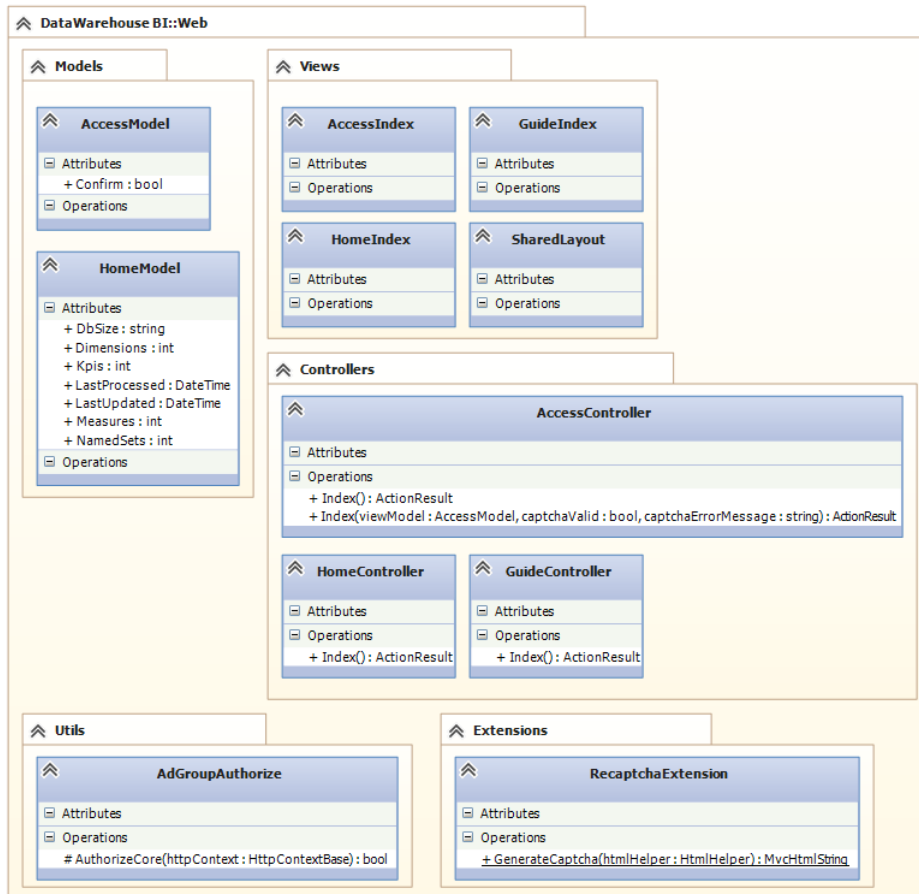 DataWarehouse BI::Web
Models
AccessModel
Attributes
+ Confirm : bool
Operations
HomeModel
Attributes
+ DbSize : string
+ Dimensions : int
+ Kpis : int
+ LastProcessed : DateTime
+ LastUpdated : DateTime
+ Measures : int
+ NamedSets : int
Operations
Views
AccessIndex
Attributes
Operations
GuideIndex
Attributes
Operations
HomeIndex
Attributes
Operations
SharedLayout
Attributes
Operations
Controllers
AccessController
Attributes
Operations
+ Index() : ActionResult
+ Index(viewModel : AccessModel, captchaValid : bool, captchaErrorMessage : string) : ActionResult
HomeController
Attributes
Operations
+ Index() : ActionResult
GuideController
Attributes
Operations
+ Index() : ActionResult
Utils
AdGroupAuthorize
Attributes
Operations
# AuthorizeCore(httpContext : HttpContextBase) : bool
Extensions
RecaptchaExtension
Attributes
Operations
+ GenerateCaptcha(htmlHelper : HtmlHelper) : MvcHtmlString